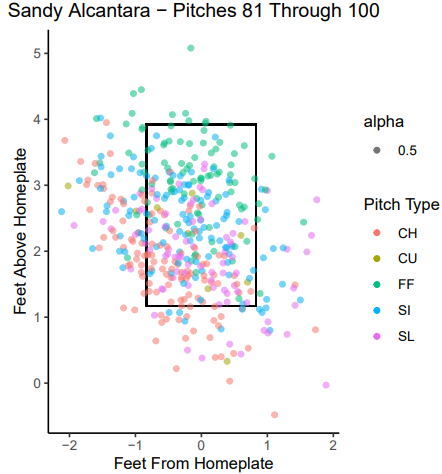 Sandy Alcantara − Pitches 81 Through 100
Feet Above Homeplate
5
4
3
2
1
0
−2
−1
0
1
2
Feet From Homeplate
alpha
0.5
Pitch Type
CH
CU
FF
SI
SL